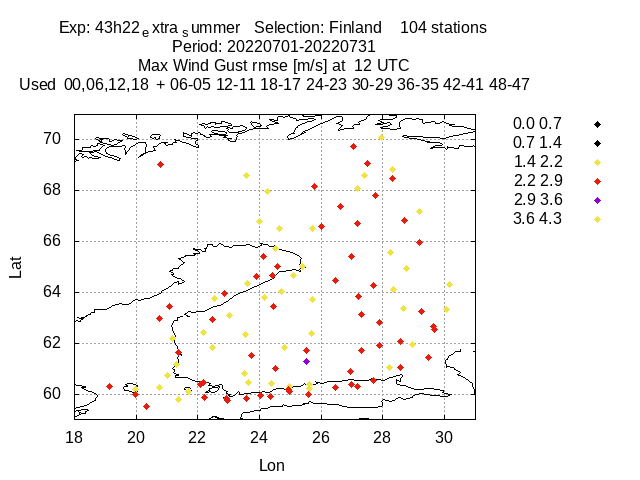 Exp: 43h22 e xtra s ummer Selection: Finland 104 stations
Period: 20220701-20220731
Max Wind Gust rmse [m/s] at 12 UTC
Used 00,06,12,18 + 06-05 12-11 18-17 24-23 30-29 36-35 42-41 48-47
70
68
66
64
62
60
Lat
18 20 22 24 26 28 30
Lon
0.0 0.7
0.7 1.4
1.4 2.2
2.2 2.9
2.9 3.6
3.6 4.3